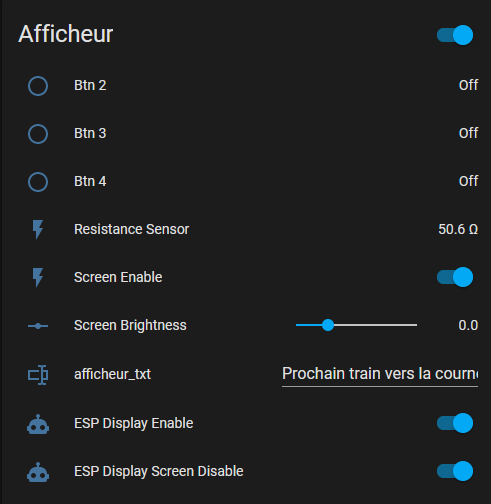 Afficheur
Btn 2 Off
Btn 3 Off
Btn 4 Off
Resistance Sensor 50.6 Ω
Screen Enable
Screen Brightness 0.0
afficheur_txt Prochain train vers la courn
ESP Display Enable
ESP Display Screen Disable